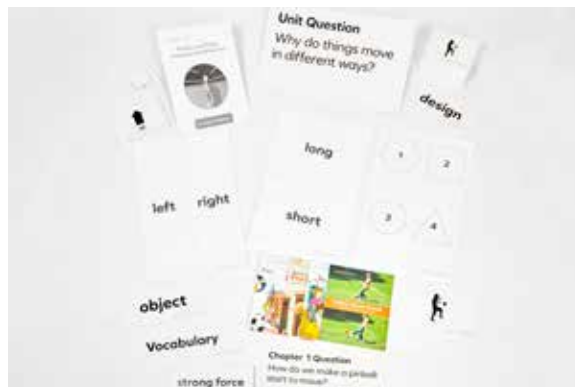 Unit Question
Why do things move
in different ways?
design
long
1
2
left
right
short
3
4
object
Vocabulary
Chapter 1 Question
How do we make a pinball
start to move?
strong force